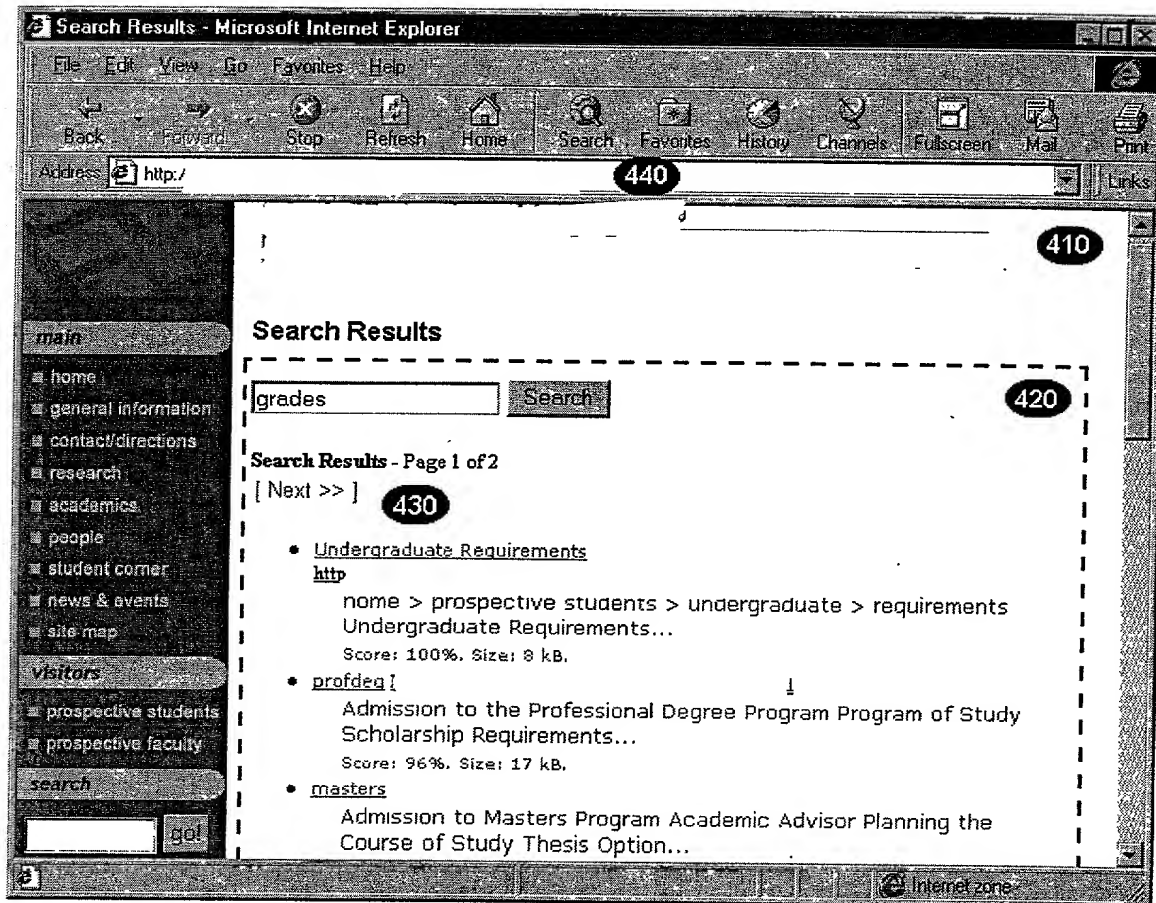 Search Results - Microsoft Internet Explorer
File Edit View Go Favorites Help
Back Forward Stop Refresh Home Search Favorites History Channels Fullscreen Mail Print
Address http:/ 440 Links
410
main
home
general information
contact/directions
research
academics
people
student corner
news & events
site map
visitors
prospective students
prospective faculty
search
go!
Search Results
grades Search 420
Search Results - Page 1 of 2
[ Next >> ] 430
Undergraduate Requirements
http
home > prospective students > undergraduate > requirements
Undergraduate Requirements...
Score: 100%. Size: 8 kB.
profdeg
Admission to the Professional Degree Program Program of Study
Scholarship Requirements...
Score: 96%. Size: 17 kB.
masters
Admission to Masters Program Academic Advisor Planning the
Course of Study Thesis Option...
Internet zone